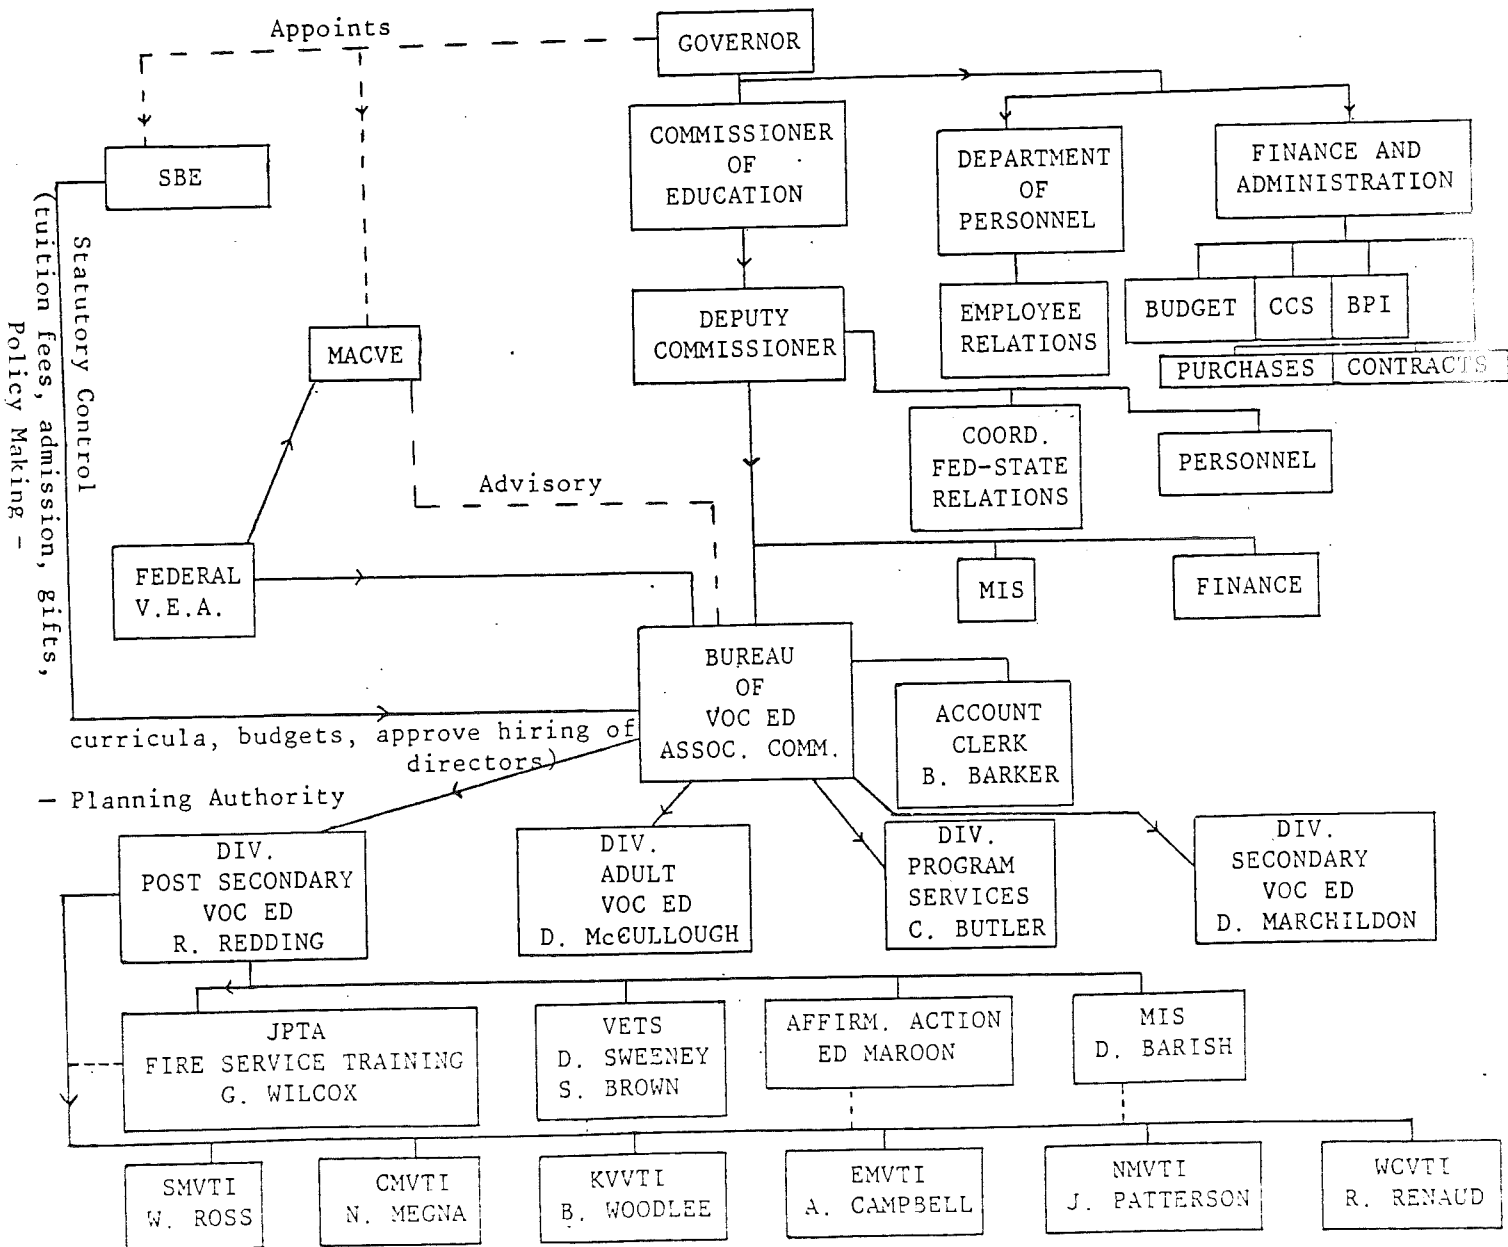 Appoints
GOVERNOR
COMMISSIONER
OF
EDUCATION
DEPARTMENT
OF
PERSONNEL
FINANCE AND
ADMINISTRATION
SBE
Statutory Control
(tuition fees, admission, gifts,
Policy Making -
DEPUTY
COMMISSIONER
EMPLOYEE
RELATIONS
BUDGET
CCS
BPI
PURCHASES
CONTRACTS
MACVE
COORD.
FED-STATE
RELATIONS
PERSONNEL
Advisory
FEDERAL
V.E.A.
MIS
FINANCE
BUREAU
OF
VOC ED
ASSOC. COMM.
ACCOUNT
CLERK
B. BARKER
curricula, budgets, approve hiring of
directors)
- Planning Authority
DIV.
POST SECONDARY
VOC ED
R. REDDING
DIV.
ADULT
VOC ED
D. McCULLOUGH
DIV.
PROGRAM
SERVICES
C. BUTLER
DIV.
SECONDARY
VOC ED
D. MARCHILDON
JPTA
FIRE SERVICE TRAINING
G. WILCOX
VETS
D. SWEENEY
S. BROWN
AFFIRM. ACTION
ED MAROON
MIS
D. BARISH
SMVTI
W. ROSS
CMVTI
N. MEGNA
KVVTI
B. WOODLEE
EMVTI
A. CAMPBELL
NMVTI
J. PATTERSON
WCVTI
R. RENAUD